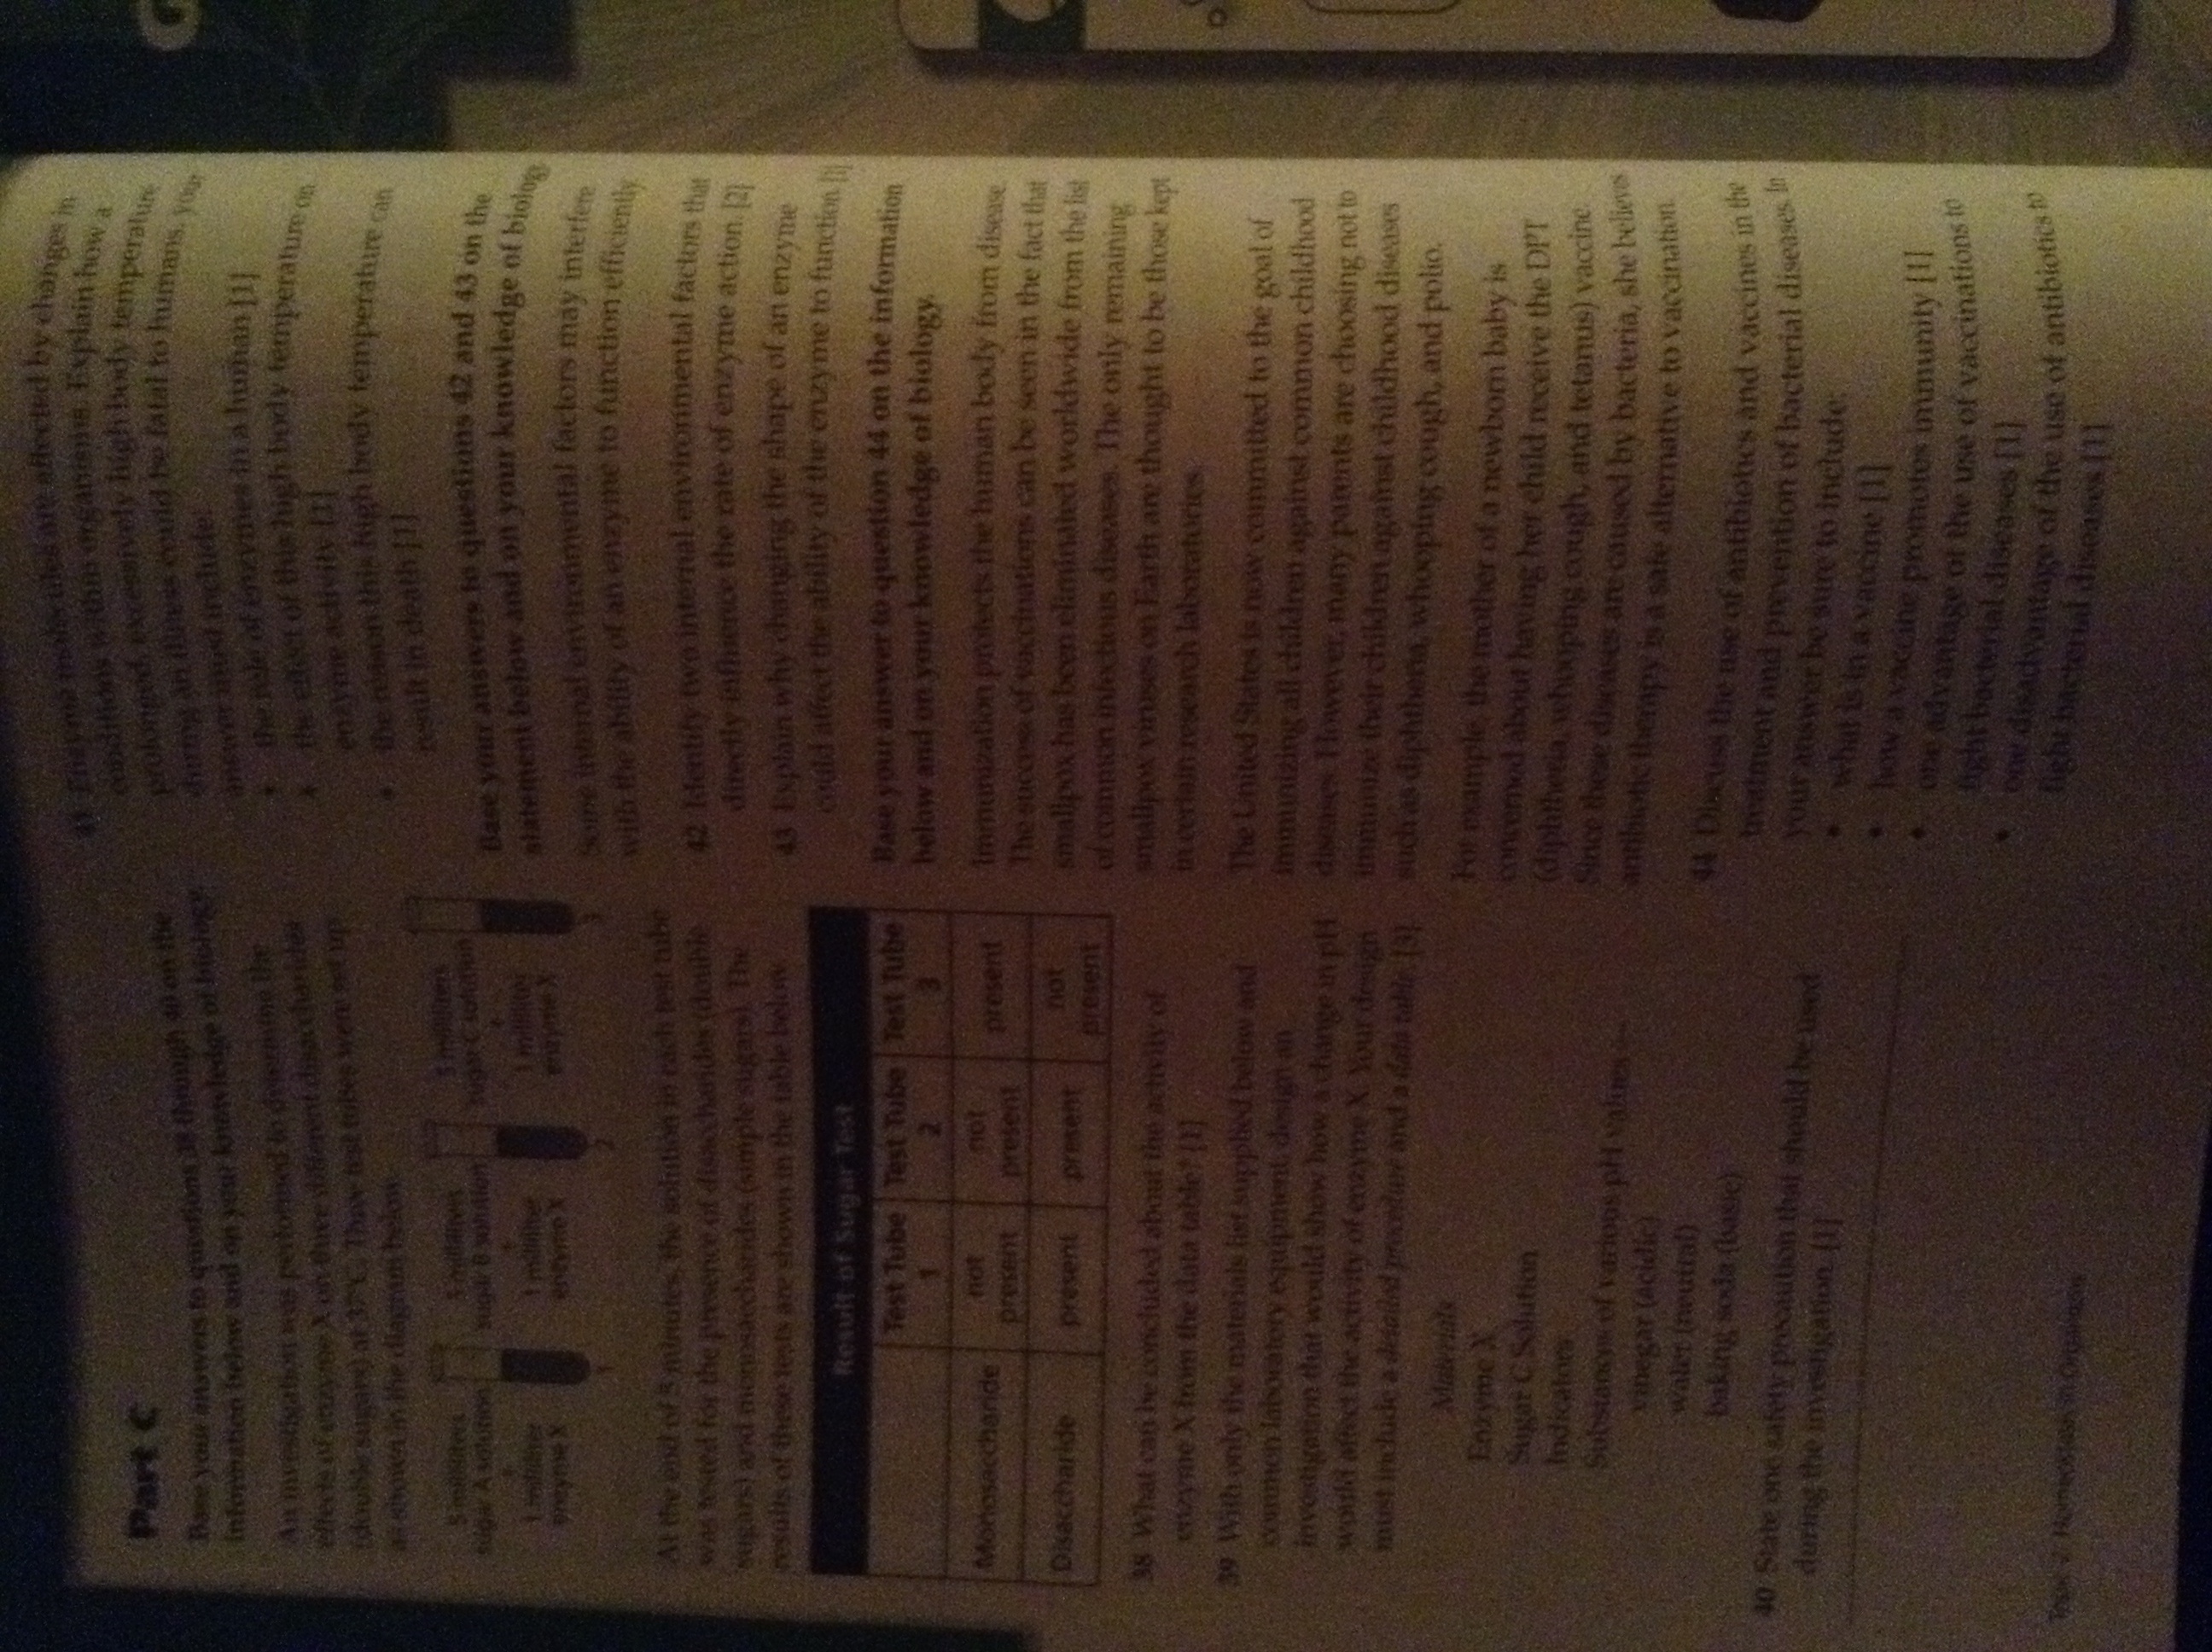 Part C
Base your answers to questions 38 through 40 on the
information below and on your knowledge of biology.
An investigation was performed to determine the
effects of enzyme X on three different disaccharides
(double sugars) at 37°C. Three test tubes were set up
as shown in the diagram below.
5 milliliters
sugar A solution
+
1 milliliter
enzyme X
1
5 milliliters
sugar B solution
+
1 milliliter
enzyme X
2
5 milliliters
sugar C solution
+
1 milliliter
enzyme X
3
At the end of 5 minutes, the solution in each test tube
was tested for the presence of disaccharides (double
sugars) and monosaccharides (simple sugars). The
results of these tests are shown in the table below.
Result of Sugar Test
Test Tube 1 Test Tube 2 Test Tube 3
Monosaccharide not present not present present
Disaccharide present present not present
38 What can be concluded about the activity of
enzyme X from the data table? [1]
39 With only the materials list supplied below and
common laboratory equipment, design an
investigation that would show how a change in pH
would affect the activity of enzyme X. Your design
must include a detailed procedure and a data table. [3]
Materials
Enzyme X
Sugar C Solution
Indicators
Substances of various pH values —
vinegar (acidic)
water (neutral)
baking soda (basic)
40 State one safety precaution that should be used
during the investigation. [1]
Topic 2: Homeostasis in Organisms
41 Enzyme molecules are affected by changes in
conditions within organisms. Explain how a
prolonged, excessively high body temperature
during an illness could be fatal to humans. your
answer must include:
• the role of enzymes in a human [1]
• the effect of this high body temperature on
enzyme activity [1]
• the reason this high body temperature can
result in death [1]
Base your answers to questions 42 and 43 on the
statement below and on your knowledge of biology
Some internal environmental factors may interfere
with the ability of an enzyme to function efficiently.
42 Identify two internal environmental factors that
directly influence the rate of enzyme action. [2]
43 Explain why changing the shape of an enzyme
could affect the ability of the enzyme to function. [1]
Base your answer to question 44 on the information
below and on your knowledge of biology.
Immunization protects the human body from disease.
The success of vaccinations can be seen in the fact that
smallpox has been eliminated worldwide from the list
of common infectious diseases. The only remaining
smallpox viruses on Earth are thought to be those kept
in certain research laboratories.
The United States is now committed to the goal of
immunizing all children against common childhood
diseases. However, many parents are choosing not to
immunize their children against childhood diseases
such as diphtheria, whooping cough, and polio.
For example, the mother of a newborn baby is
concerned about having her child receive the DPT
(diphtheria, whooping cough, and tetanus) vaccine.
Since these diseases are caused by bacteria, she believes
antibiotic therapy is a safe alternative to vaccination.
44 Discuss the use of antibiotics and vaccines in the
treatment and prevention of bacterial diseases. In
your answer be sure to include:
• what is in a vaccine [1]
• how a vaccine promotes immunity [1]
• one advantage of the use of vaccinations to
fight bacterial diseases [1]
• one disadvantage of the use of antibiotics to
fight bacterial diseases [1]